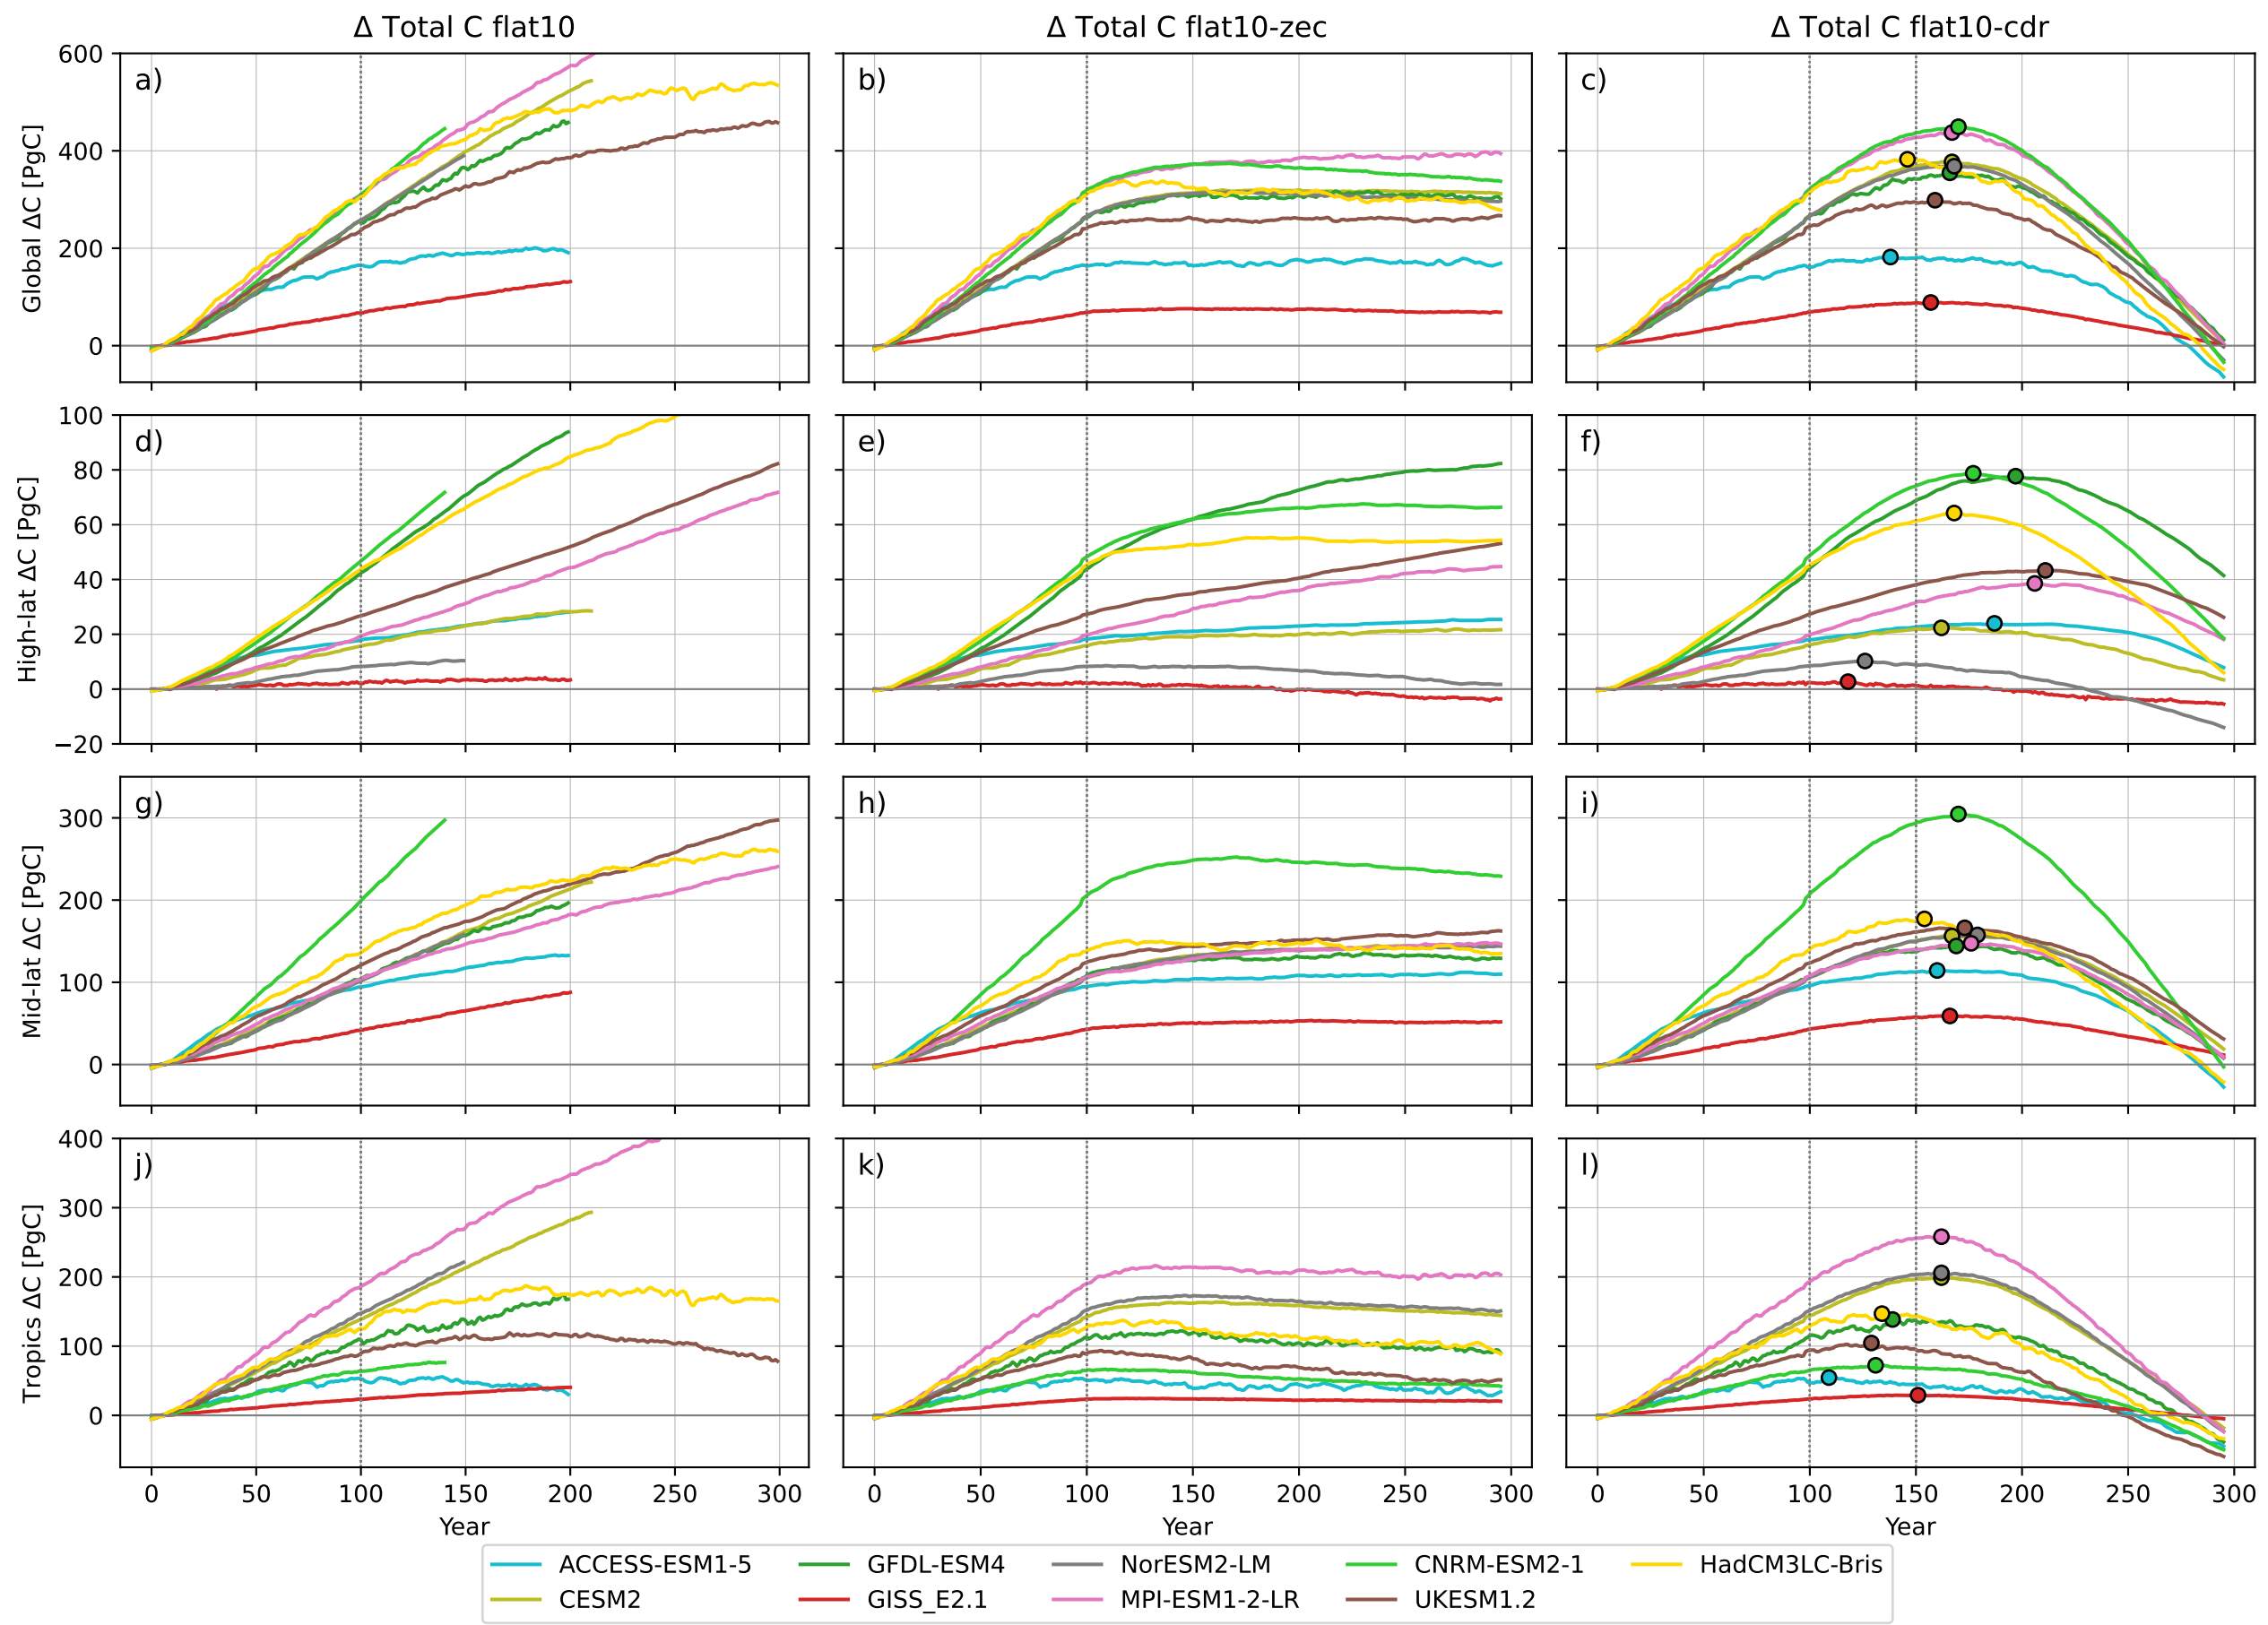 Δ Total C flat10
Δ Total C flat10-zec
Δ Total C flat10-cdr
Global ΔC [PgC]
600
400
200
0
a)
b)
c)
High-lat ΔC [PgC]
100
80
60
40
20
0
−20
d)
e)
f)
Mid-lat ΔC [PgC]
300
200
100
0
g)
h)
i)
Tropics ΔC [PgC]
400
300
200
100
0
j)
k)
l)
0 50 100 150 200 250 300
0 50 100 150 200 250 300
0 50 100 150 200 250 300
Year
Year
Year
ACCESS-ESM1-5 GFDL-ESM4 NorESM2-LM CNRM-ESM2-1 HadCM3LC-Bris
CESM2 GISS_E2.1 MPI-ESM1-2-LR UKESM1.2